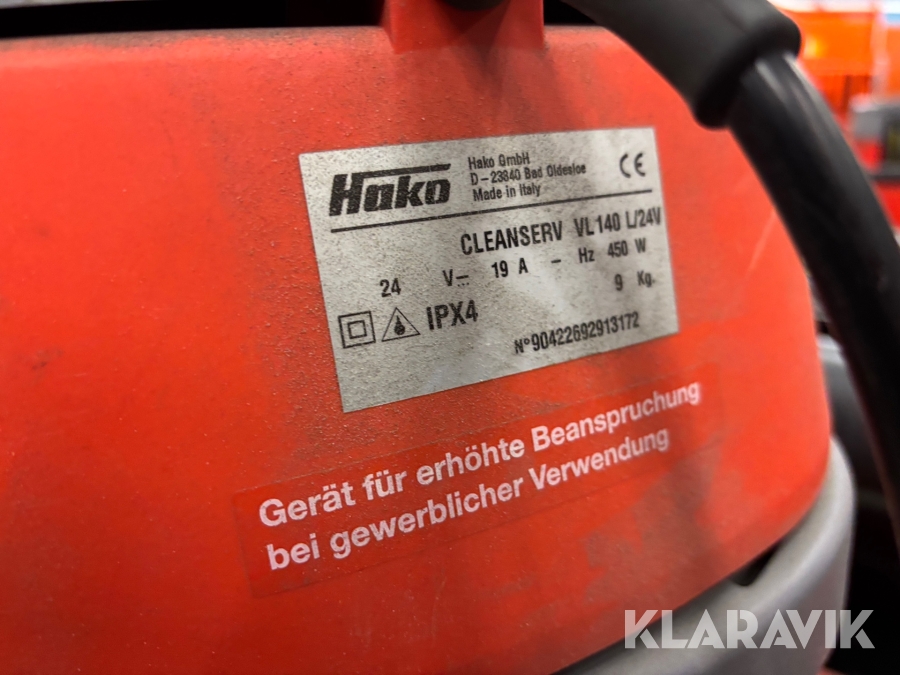 Hako
Hako GmbH
D-23840 Bad Oldesloe
Made in Italy
CE
CLEANSERV VL140 L/24V
24 V⎓ 19 A - Hz 450 W
IPX4 9 Kg.
N°90422692913172
Gerät für erhöhte Beanspruchung
bei gewerblicher Verwendung
KLARAVIK